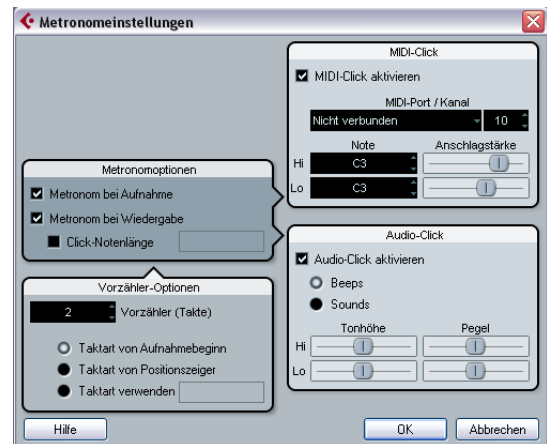 Metronomeinstellungen
MIDI-Click
MIDI-Click aktivieren
MIDI-Port / Kanal
Nicht verbunden 10
Note Anschlagstärke
Hi C3
Lo C3
Metronomoptionen
Metronom bei Aufnahme
Metronom bei Wiedergabe
Click-Notenlänge
Audio-Click
Audio-Click aktivieren
Beeps
Sounds
Tonhöhe Pegel
Hi
Lo
Vorzähler-Optionen
2 Vorzähler (Takte)
Taktart von Aufnahmebeginn
Taktart von Positionszeiger
Taktart verwenden
Hilfe OK Abbrechen